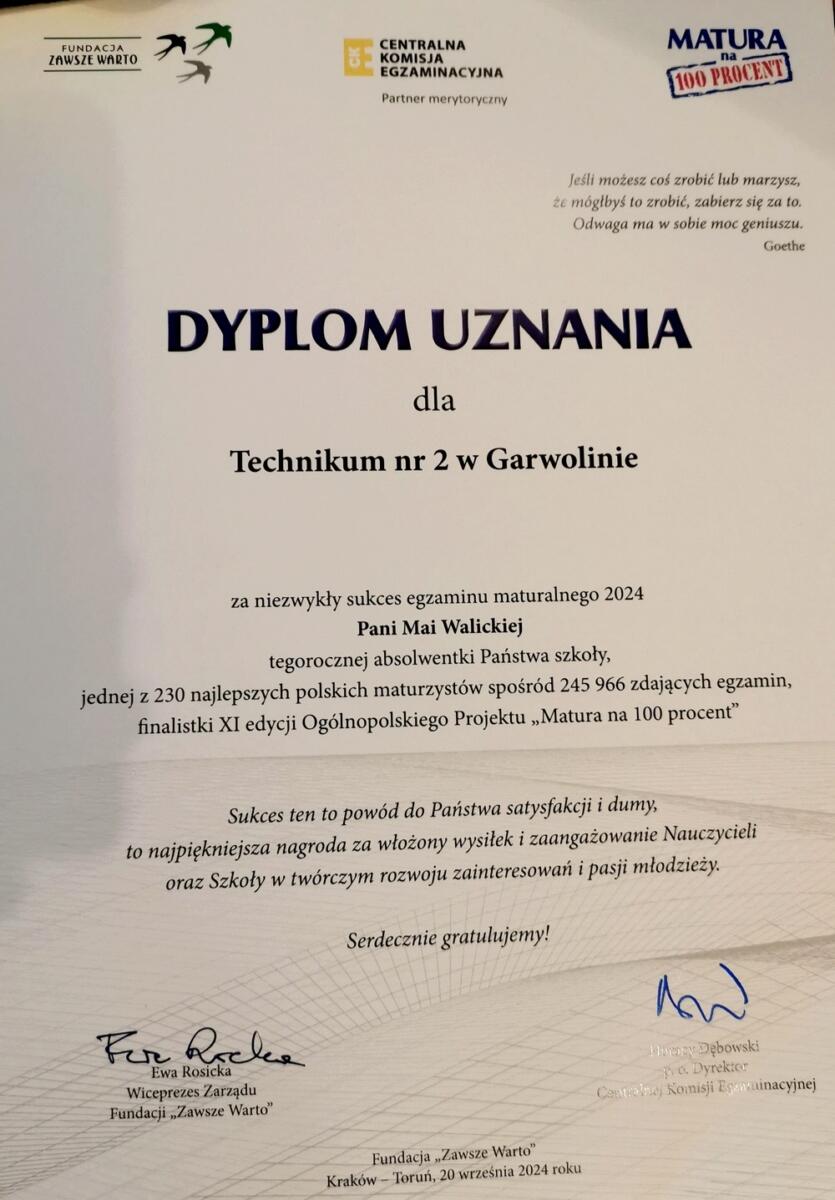 FUNDACJA
ZAWSZE WARTO
CKE
CENTRALNA
KOMISJA
EGZAMINACYJNA
Partner merytoryczny
MATURA
na
100 PROCENT
Jeśli możesz coś zrobić lub marzysz,
że mógłbyś to zrobić, zabierz się za to.
Odwaga ma w sobie moc geniuszu.
Goethe
DYPLOM UZNANIA
dla
Technikum nr 2 w Garwolinie
za niezwykły sukces egzaminu maturalnego 2024
Pani Mai Walickiej
tegorocznej absolwentki Państwa szkoły,
jednej z 230 najlepszych polskich maturzystów spośród 245 966 zdających egzamin,
finalistki XI edycji Ogólnopolskiego Projektu „Matura na 100 procent”
Sukces ten to powód do Państwa satysfakcji i dumy,
to najpiękniejsza nagroda za włożony wysiłek i zaangażowanie Nauczycieli
oraz Szkoły w twórczym rozwoju zainteresowań i pasji młodzieży.
Serdecznie gratulujemy!
Ewa Rosicka
Ewa Rosicka
Wiceprezes Zarządu
Fundacji „Zawsze Warto”
Dębowski
p. o. Dyrektor
Centralnej Komisji Egzaminacyjnej
Fundacja „Zawsze Warto”
Kraków – Toruń, 20 września 2024 roku